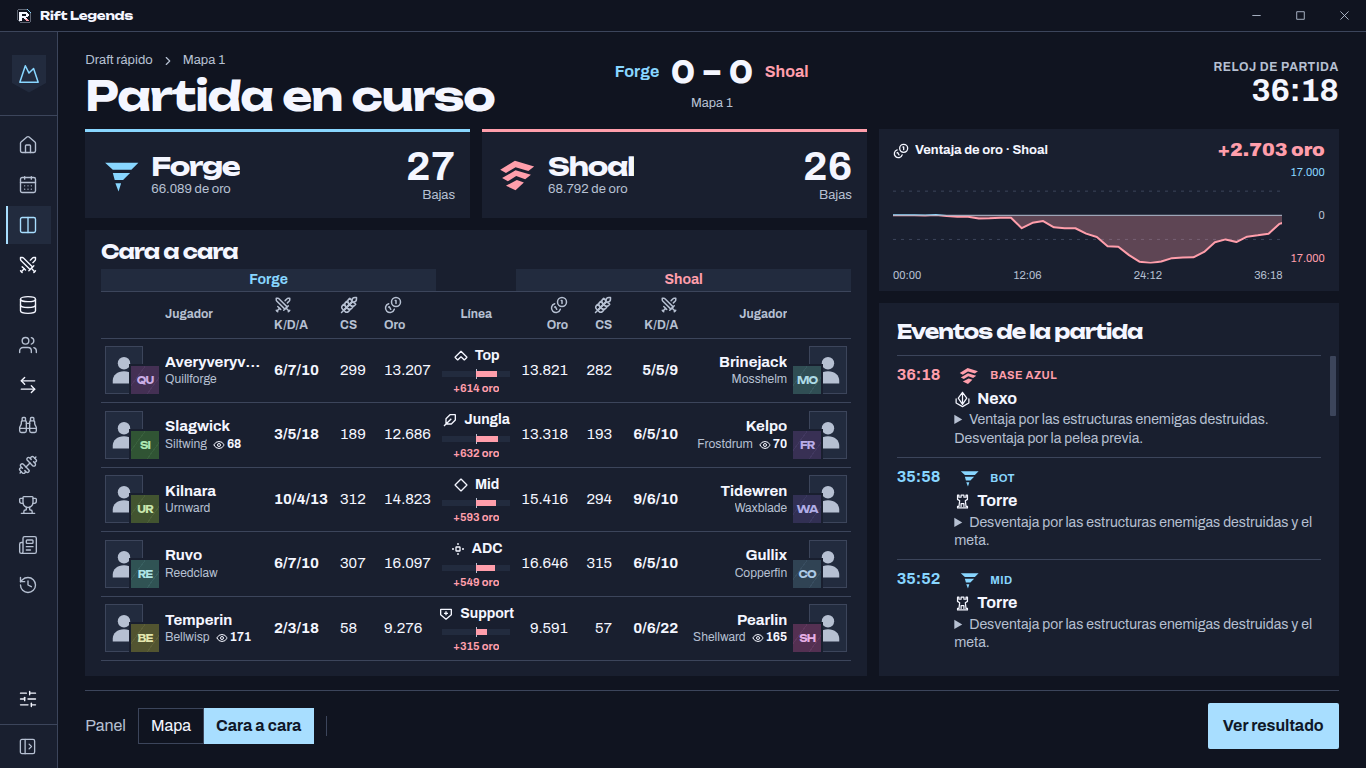 Rift Legends
Draft rápido > Mapa 1
Partida en curso
Forge 0 – 0 Shoal
Mapa 1
RELOJ DE PARTIDA
36:18
Forge
66.089 de oro
27
Bajas
Shoal
68.792 de oro
26
Bajas
Ventaja de oro · Shoal
+2.703 oro
17.000
0
17.000
00:00 12:06 24:12 36:18
Cara a cara
Forge Shoal
Jugador K/D/A CS Oro Línea Oro CS K/D/A Jugador
Averyveryv... 6/7/10 299 13.207 Top 13.821 282 5/5/9 Brinejack
QU Quillforge +614 oro Mosshelm MO
Slagwick 3/5/18 189 12.686 Jungla 13.318 193 6/5/10 Kelpo
SI Siltwing 68 +632 oro Frostdrum 70 FR
Kilnara 10/4/13 312 14.823 Mid 15.416 294 9/6/10 Tidewren
UR Urnward +593 oro Waxblade WA
Ruvo 6/7/10 307 16.097 ADC 16.646 315 6/5/10 Gullix
RE Reedclaw +549 oro Copperfin CO
Temperin 2/3/18 58 9.276 Support 9.591 57 0/6/22 Pearlin
BE Bellwisp 171 +315 oro Shellward 165 SH
Eventos de la partida
36:18 BASE AZUL
Nexo
Ventaja por las estructuras enemigas destruidas.
Desventaja por la pelea previa.
35:58 BOT
Torre
Desventaja por las estructuras enemigas destruidas y el
meta.
35:52 MID
Torre
Desventaja por las estructuras enemigas destruidas y el
meta.
Panel Mapa Cara a cara
Ver resultado